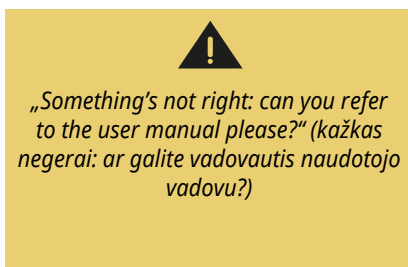 „Something's not right: can you refer
to the user manual please?“ (kažkas
negerai: ar galite vadovautis naudotojo
vadovu?)